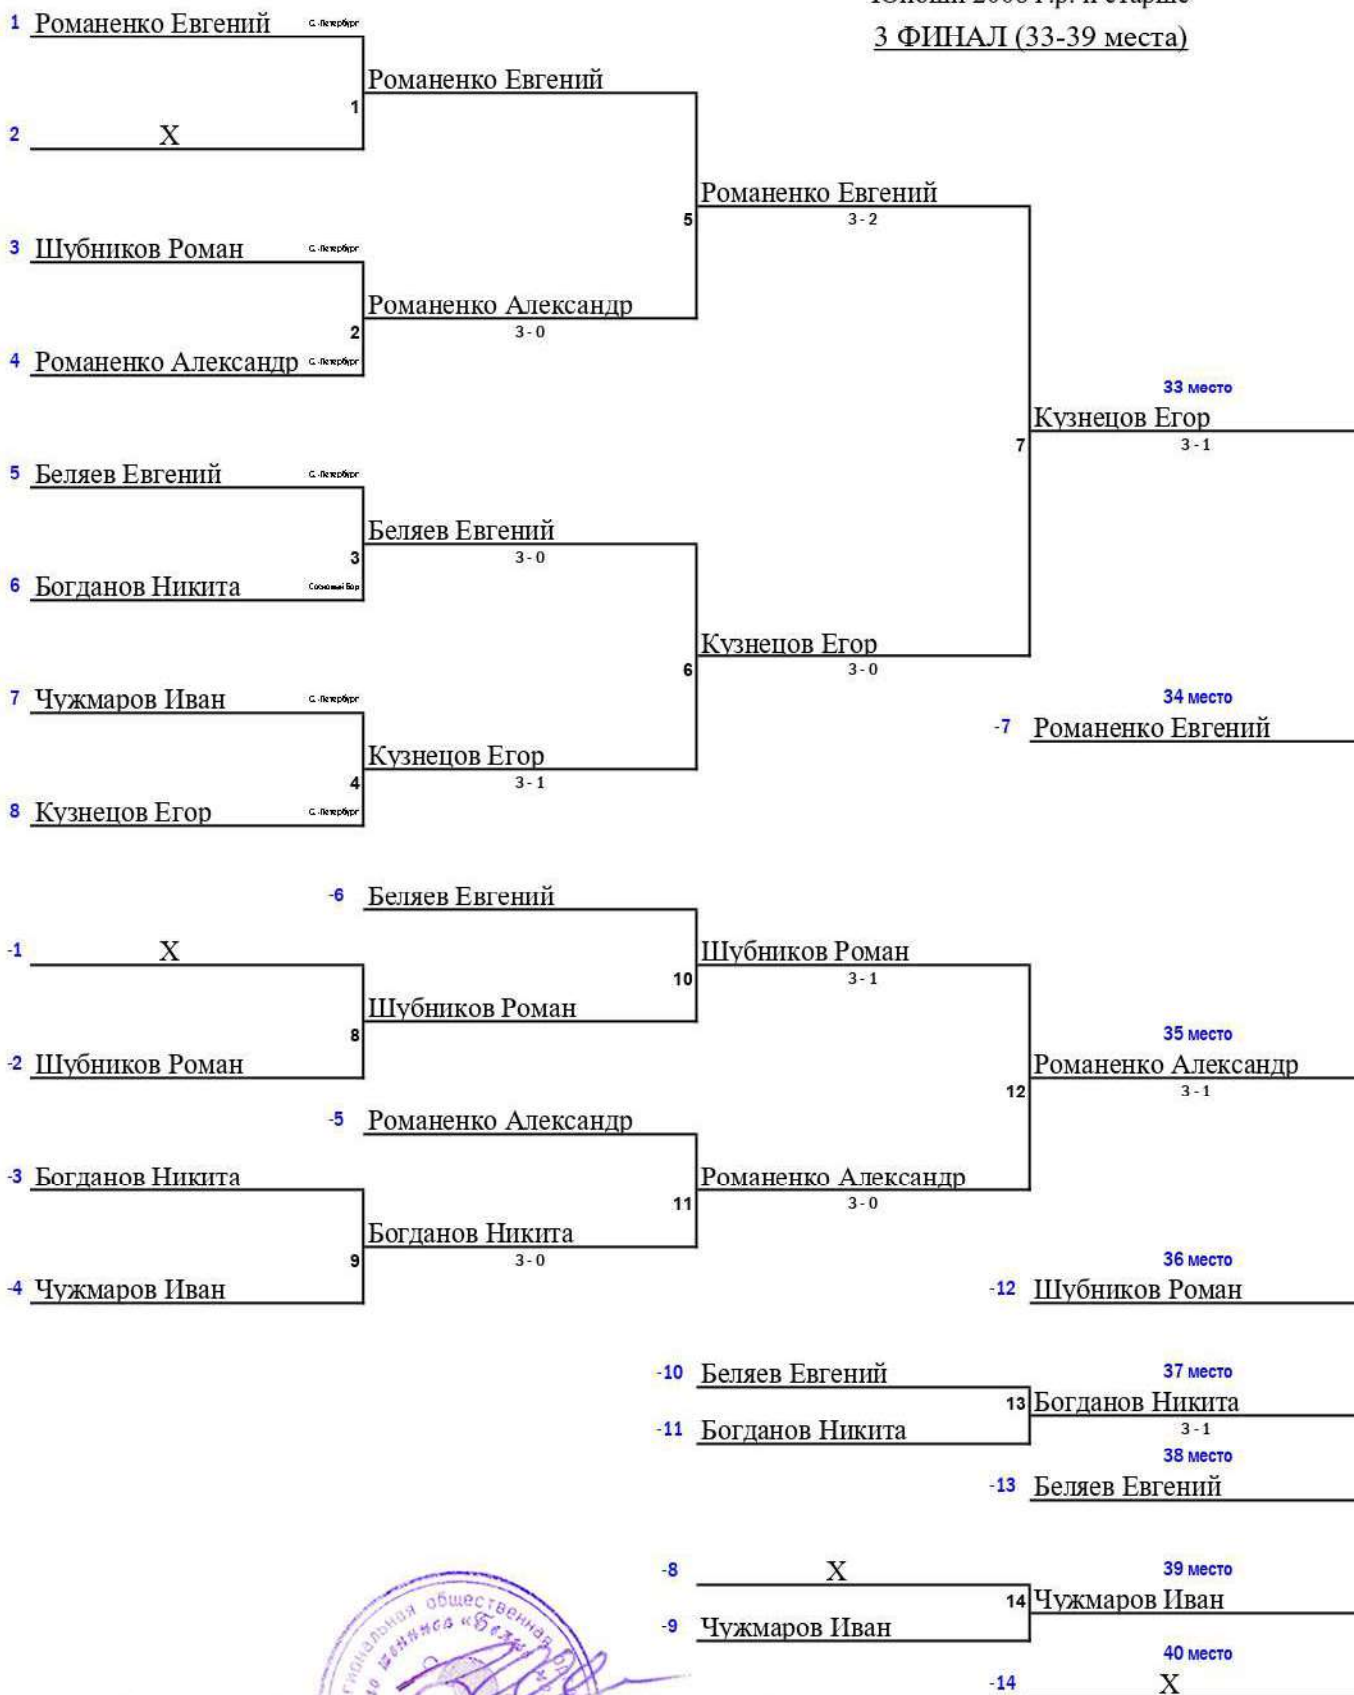 3 ФИНАЛ (33-39 места)
1 Романенко Евгений С.-Петербург
Романенко Евгений
1
2 X
Романенко Евгений
5 3 - 2
3 Шубников Роман С.-Петербург
Романенко Александр
2 3 - 0
4 Романенко Александр С.-Петербург
33 место
Кузнецов Егор
7 3 - 1
5 Беляев Евгений С.-Петербург
Беляев Евгений
3 3 - 0
6 Богданов Никита Сосновый Бор
Кузнецов Егор
6 3 - 0
7 Чужмаров Иван С.-Петербург
34 место
-7 Романенко Евгений
Кузнецов Егор
4 3 - 1
8 Кузнецов Егор С.-Петербург
-6 Беляев Евгений
-1 X
Шубников Роман
10 3 - 1
Шубников Роман
8
35 место
-2 Шубников Роман
Романенко Александр
12 3 - 1
-5 Романенко Александр
-3 Богданов Никита
Романенко Александр
11 3 - 0
Богданов Никита
9 3 - 0
36 место
-4 Чужмаров Иван
-12 Шубников Роман
-10 Беляев Евгений
37 место
13 Богданов Никита
-11 Богданов Никита
3 - 1
38 место
-13 Беляев Евгений
-8 X
39 место
14 Чужмаров Иван
-9 Чужмаров Иван
40 место
-14 X
общественная